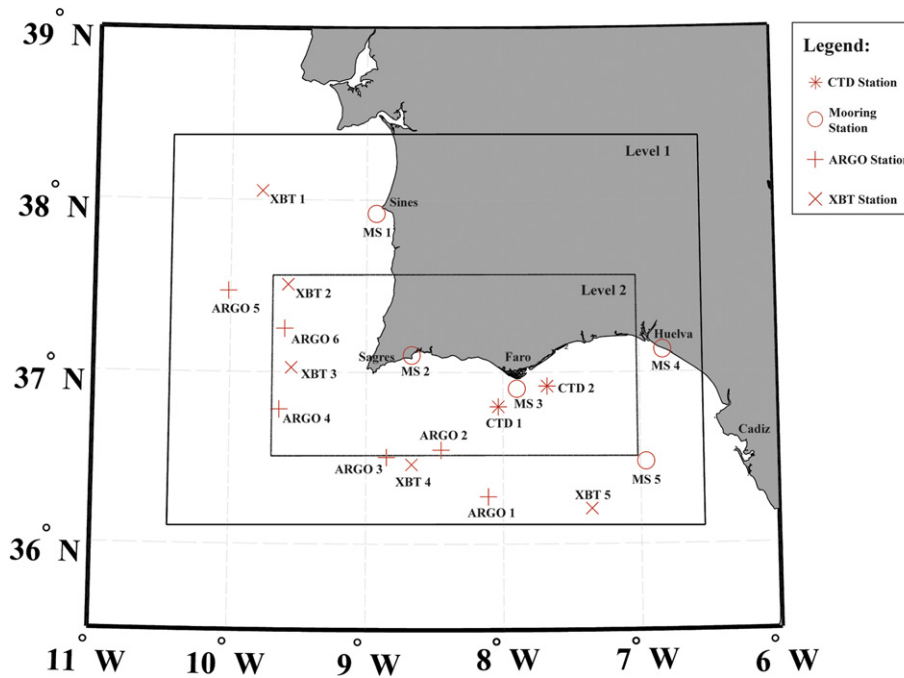 39° N
38° N
37° N
36° N
11° W
10° W
9° W
8° W
7° W
6° W
Level 1
Level 2
XBT 1
Sines
MS 1
XBT 2
ARGO 5
ARGO 6
XBT 3
ARGO 4
Sagres
MS 2
Faro
MS 3
CTD 2
CTD 1
Huelva
MS 4
ARGO 2
ARGO 3
XBT 4
ARGO 1
XBT 5
MS 5
Cadiz
Legend:
CTD Station
Mooring
Station
ARGO Station
XBT Station